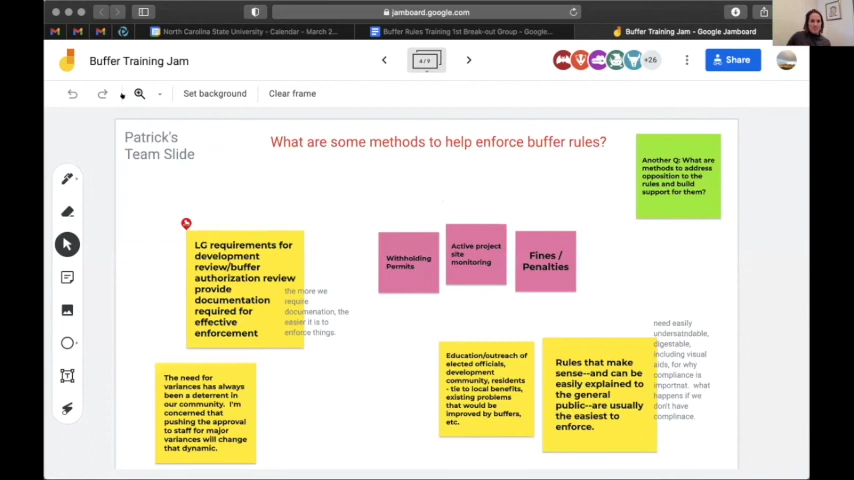 jamboard.google.com
North Carolina State University - Calendar - March 2...
Buffer Rules Training 1st Break-out Group - Google...
Buffer Training Jam - Google Jamboard
Buffer Training Jam
4/9
+26
Share
Set background
Clear frame
Patrick's
Team Slide
What are some methods to help enforce buffer rules?
Another Q: What are
methods to address
opposition to the
rules and build
support for them?
LG requirements for
development
review/buffer
authorization review
provide
documentation
required for
effective
enforcement
the more we
require
documenation, the
easier it is to
enforce things.
Withholding
Permits
Active project
site
monitoring
Fines /
Penalties
The need for
variances has always
been a deterrent in
our community. I'm
concerned that
pushing the approval
to staff for major
variances will change
that dynamic.
Education/outreach of
elected officials,
development
community, residents
- tie to local benefits,
existing problems
that would be
improved by buffers,
etc.
Rules that make
sense--and can be
easily explained to
the general
public--are usually
the easiest to
enforce.
need easily
undersatndable,
digestable,
including visual
aids, for why
compliance is
importnat. what
happens if we
don't have
complinace.